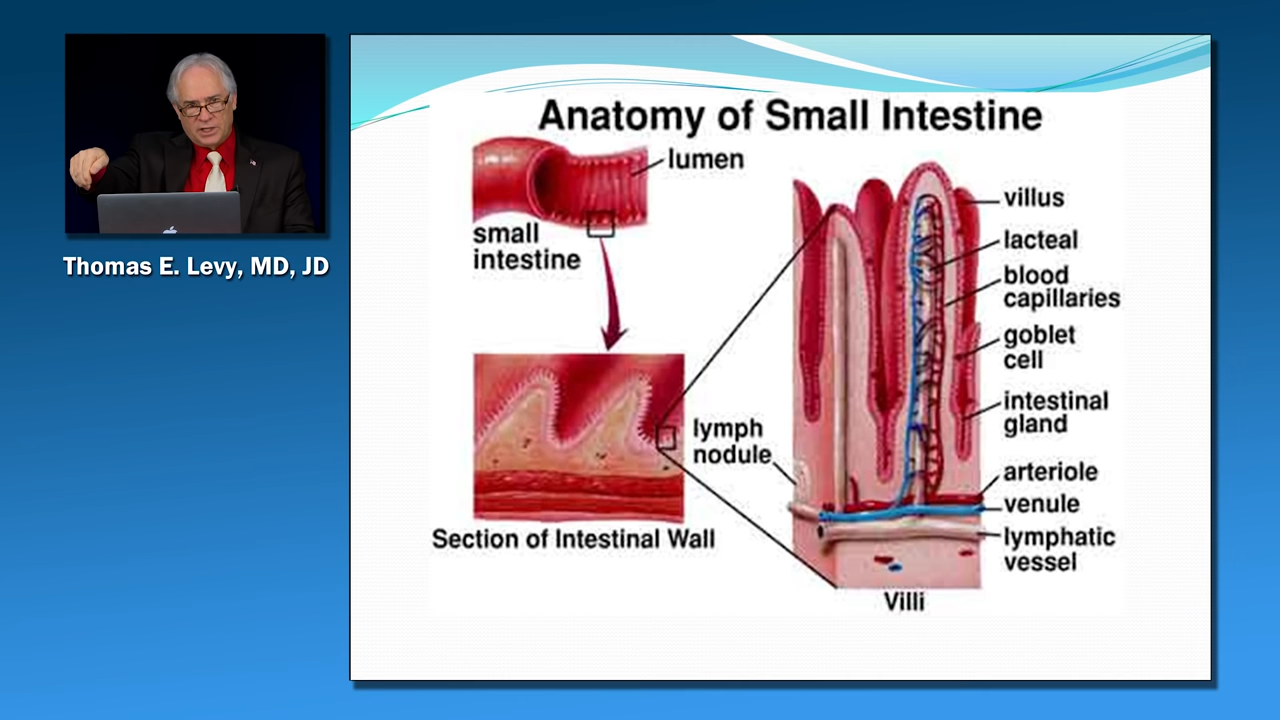 Thomas E. Levy, MD, JD
Anatomy of Small Intestine
lumen
small
intestine
Section of Intestinal Wall
lymph
nodule
villus
lacteal
blood
capillaries
goblet
cell
intestinal
gland
arteriole
venule
lymphatic
vessel
Villi